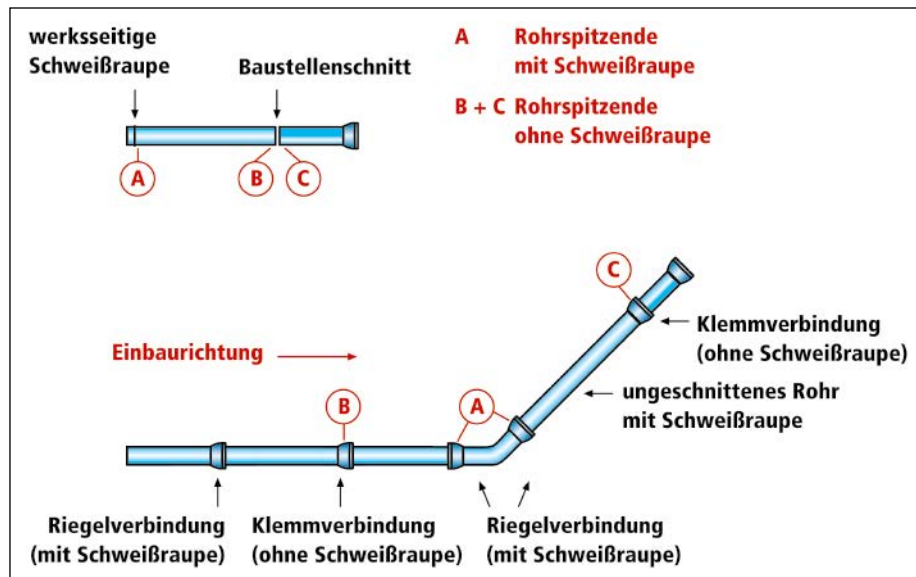 werksseitige
Schweißraupe
Baustellenschnitt
A Rohrspitzende
mit Schweißraupe
B + C Rohrspitzende
ohne Schweißraupe
A
B
C
C
Klemmverbindung
(ohne Schweißraupe)
Einbaurichtung
ungeschnittenes Rohr
mit Schweißraupe
B
A
Riegelverbindung
(mit Schweißraupe)
Klemmverbindung
(ohne Schweißraupe)
Riegelverbindung
(mit Schweißraupe)